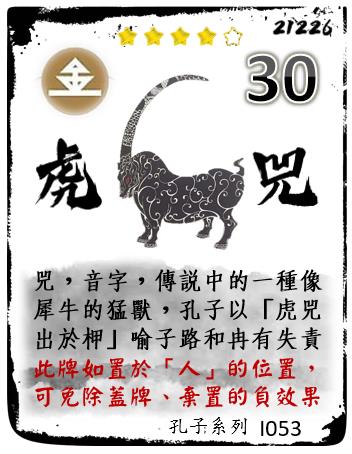 21226
金
30
虎 兕
兕，音字，傳說中的一種像
犀牛的猛獸，孔子以「虎兕
出於柙」喻子路和冉有失責
此牌如置於「人」的位置，
可免除蓋牌、棄置的負效果
孔子系列 I053